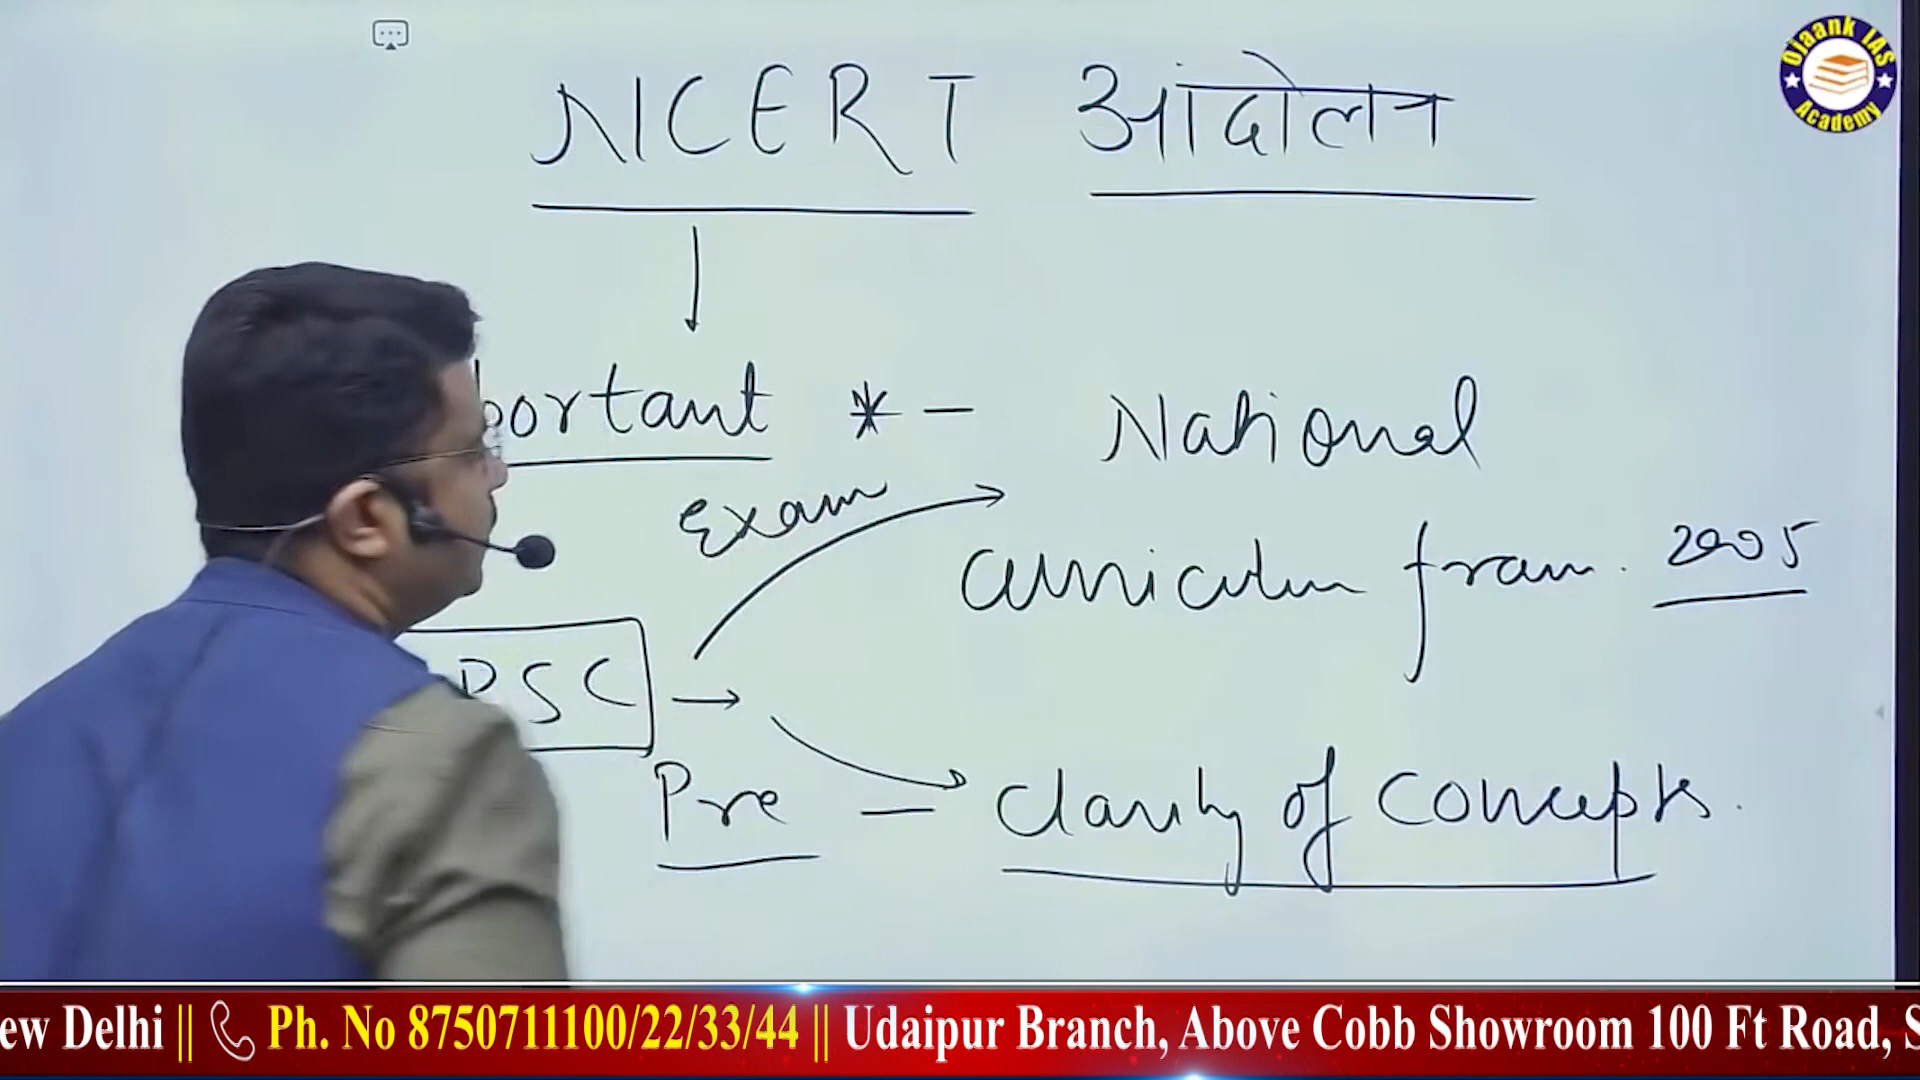 NCERT आंदोलन
portant * - National
Exam
curriculum fram. 2005
PSC
Pre - clarity of concepts.
Ojaank IAS
Academy
ew Delhi || Ph. No 8750711100/22/33/44 || Udaipur Branch, Above Cobb Showroom 100 Ft Road, S